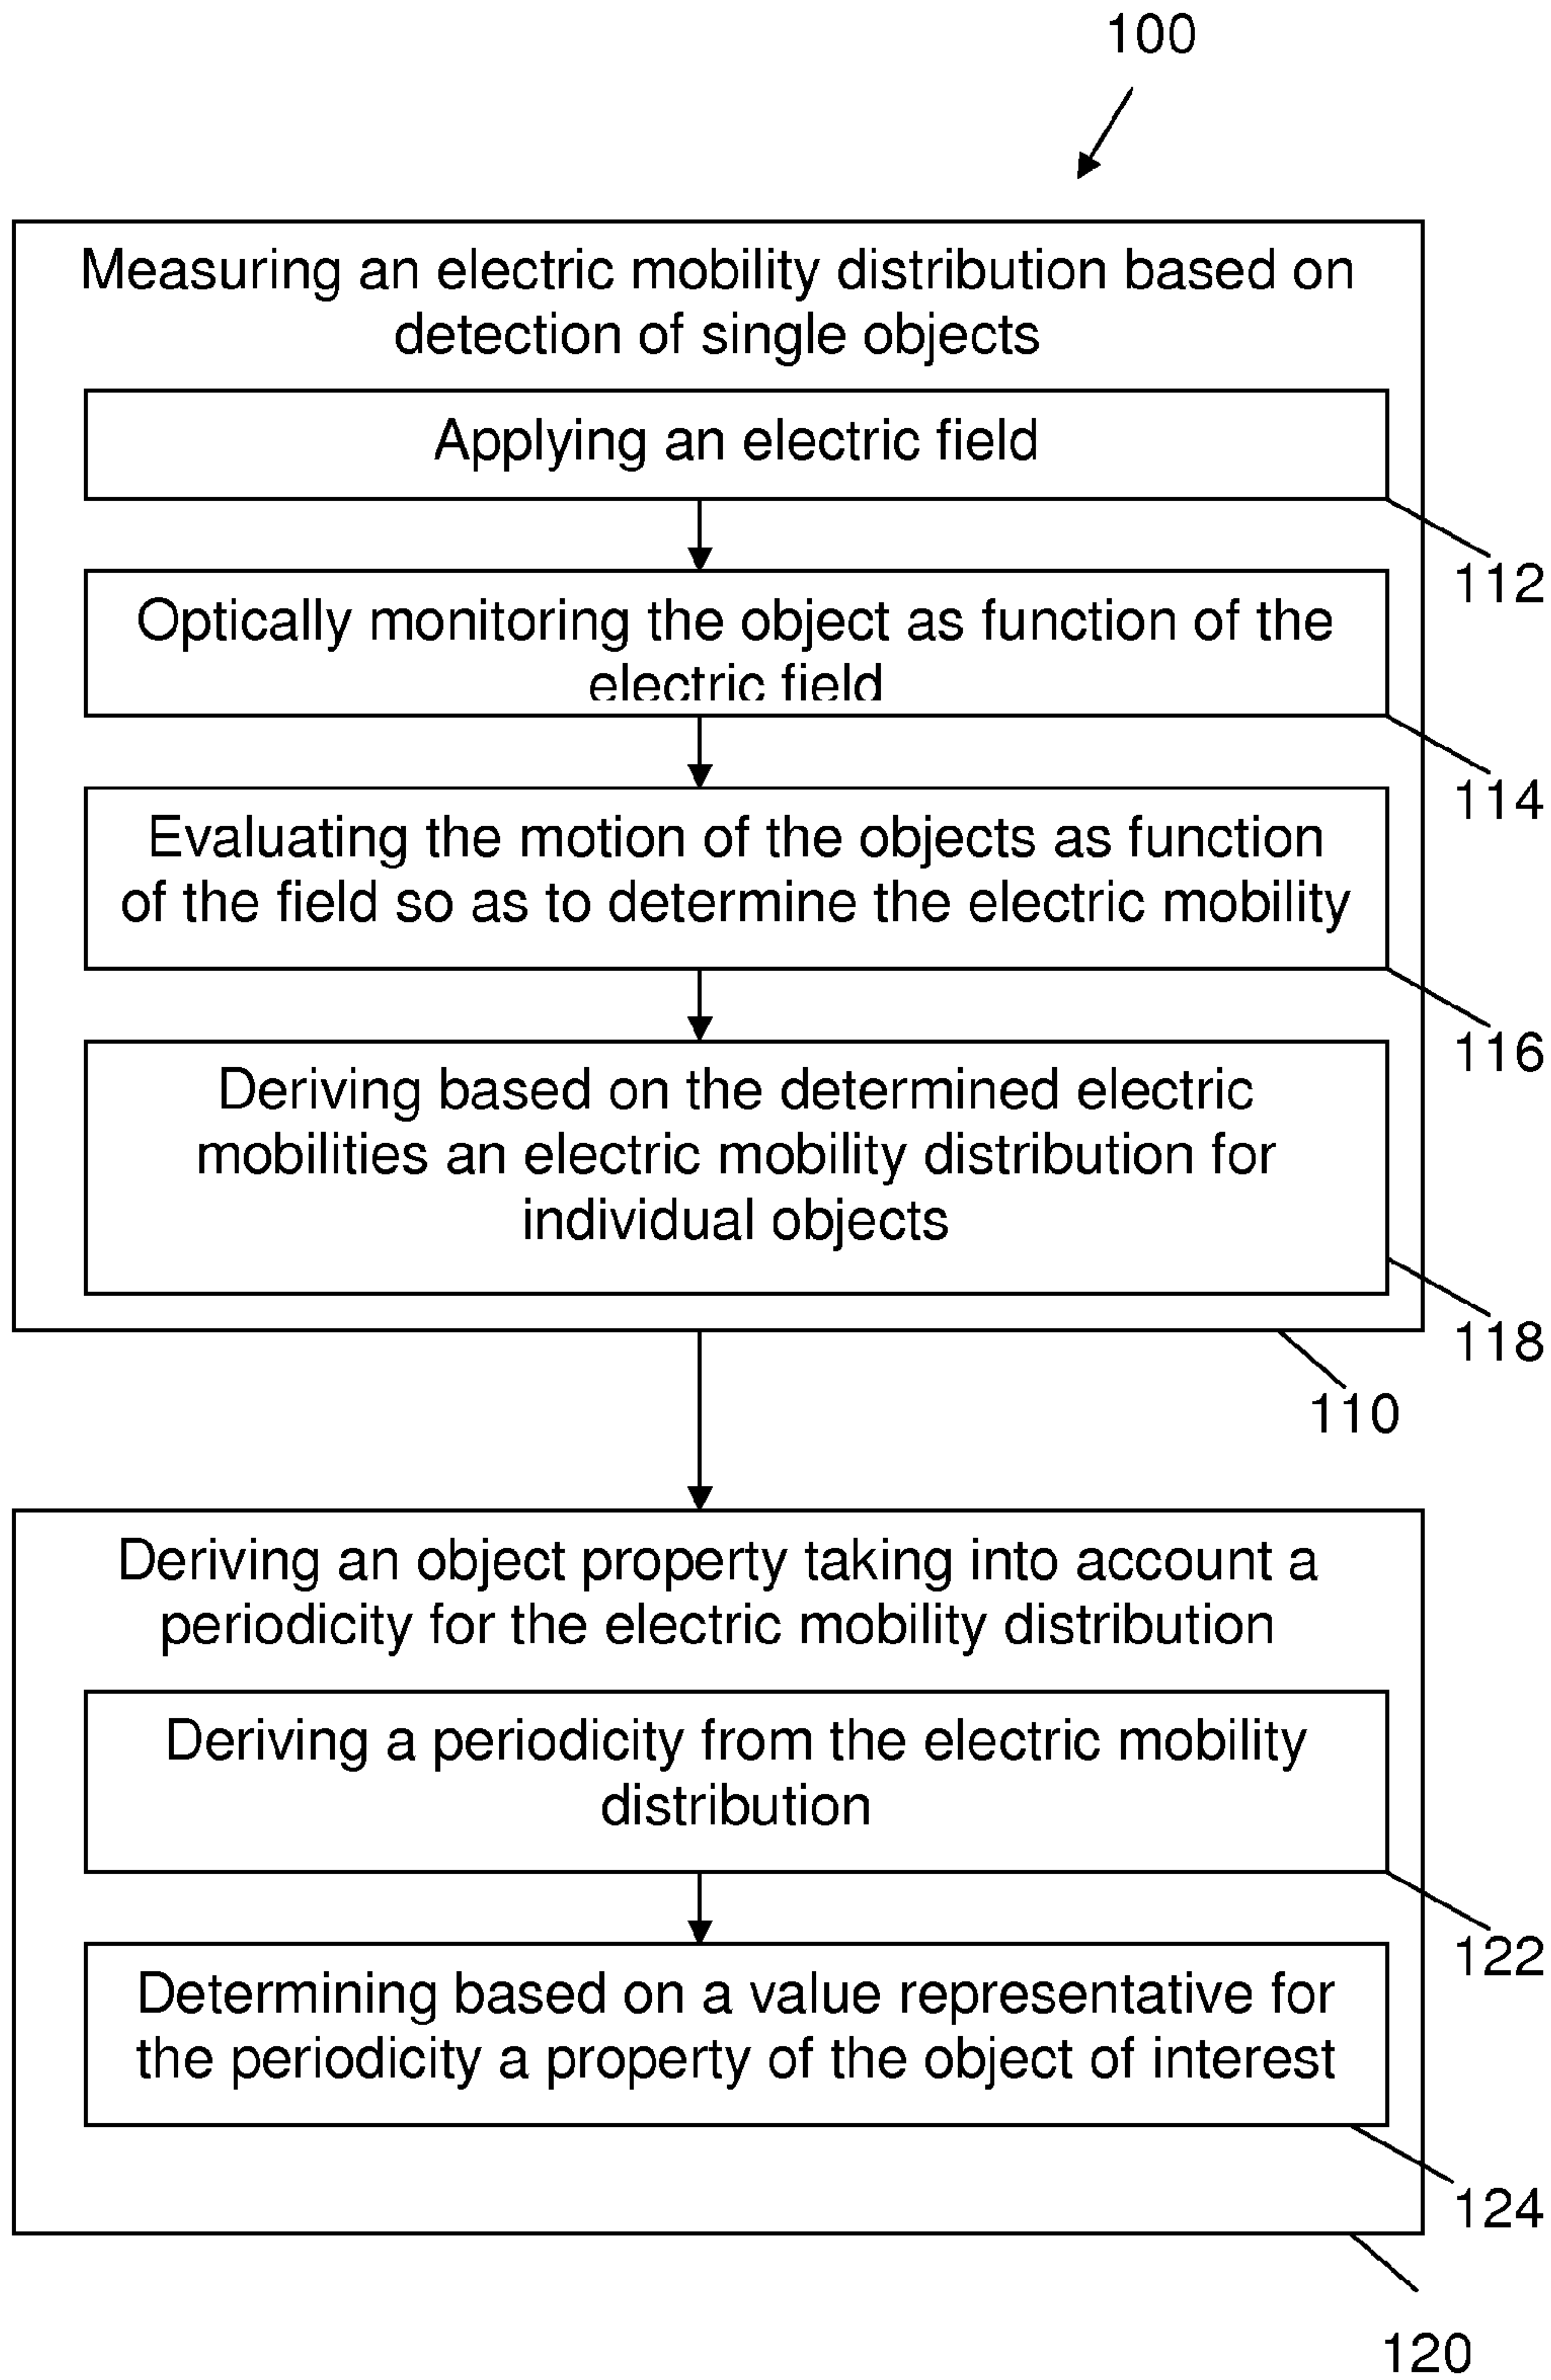 100
Measuring an electric mobility distribution based on
detection of single objects
Applying an electric field
112
Optically monitoring the object as function of the
electric field
114
Evaluating the motion of the objects as function
of the field so as to determine the electric mobility
116
Deriving based on the determined electric
mobilities an electric mobility distribution for
individual objects
118
110
Deriving an object property taking into account a
periodicity for the electric mobility distribution
Deriving a periodicity from the electric mobility
distribution
122
Determining based on a value representative for
the periodicity a property of the object of interest
124
120